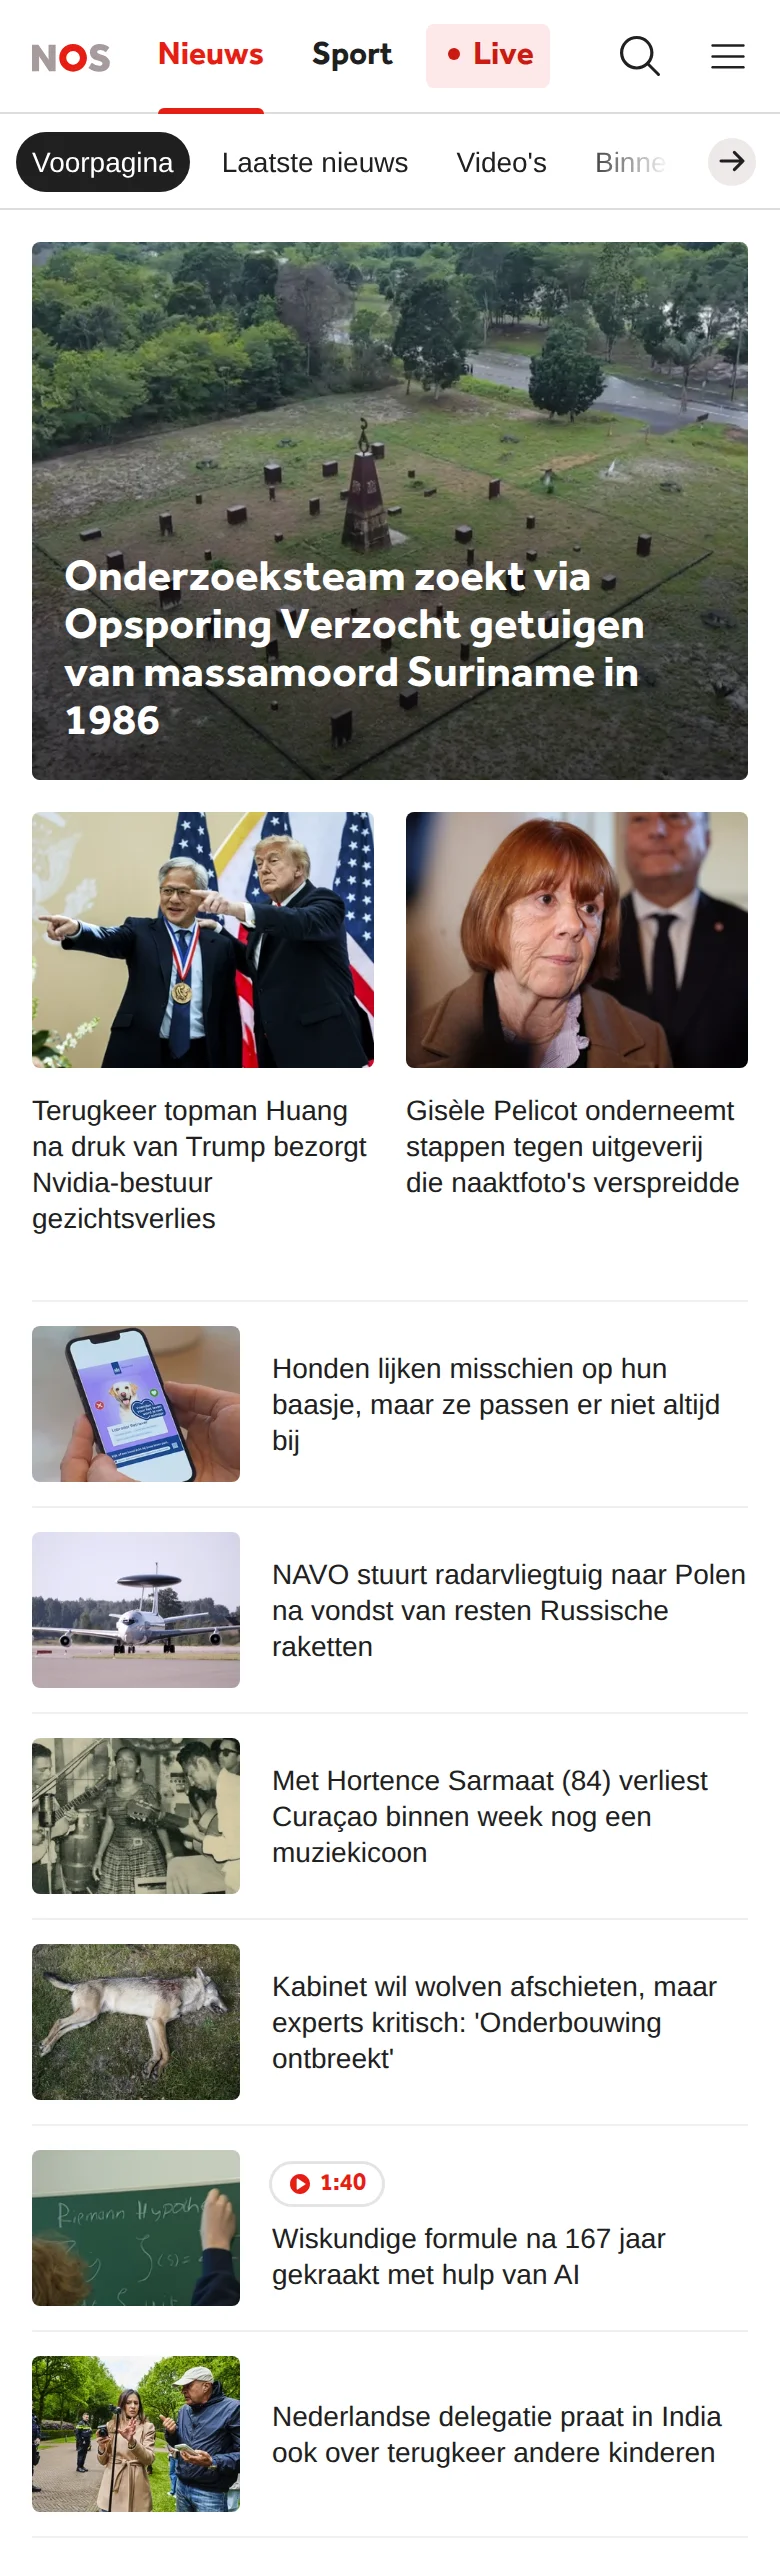 NOS
Nieuws
Sport
Live
Voorpagina
Laatste nieuws
Video's
Binne
Onderzoeksteam zoekt via
Opsporing Verzocht getuigen
van massamoord Suriname in
1986
Terugkeer topman Huang
na druk van Trump bezorgt
Nvidia-bestuur
gezichtsverlies
Gisèle Pelicot onderneemt
stappen tegen uitgeverij
die naaktfoto's verspreidde
Honden lijken misschien op hun
baasje, maar ze passen er niet altijd
bij
NAVO stuurt radarvliegtuig naar Polen
na vondst van resten Russische
raketten
Met Hortence Sarmaat (84) verliest
Curaçao binnen week nog een
muziekicoon
Kabinet wil wolven afschieten, maar
experts kritisch: 'Onderbouwing
ontbreekt'
Riemann Hypothe
ζ(s)=
1:40
Wiskundige formule na 167 jaar
gekraakt met hulp van AI
Nederlandse delegatie praat in India
ook over terugkeer andere kinderen